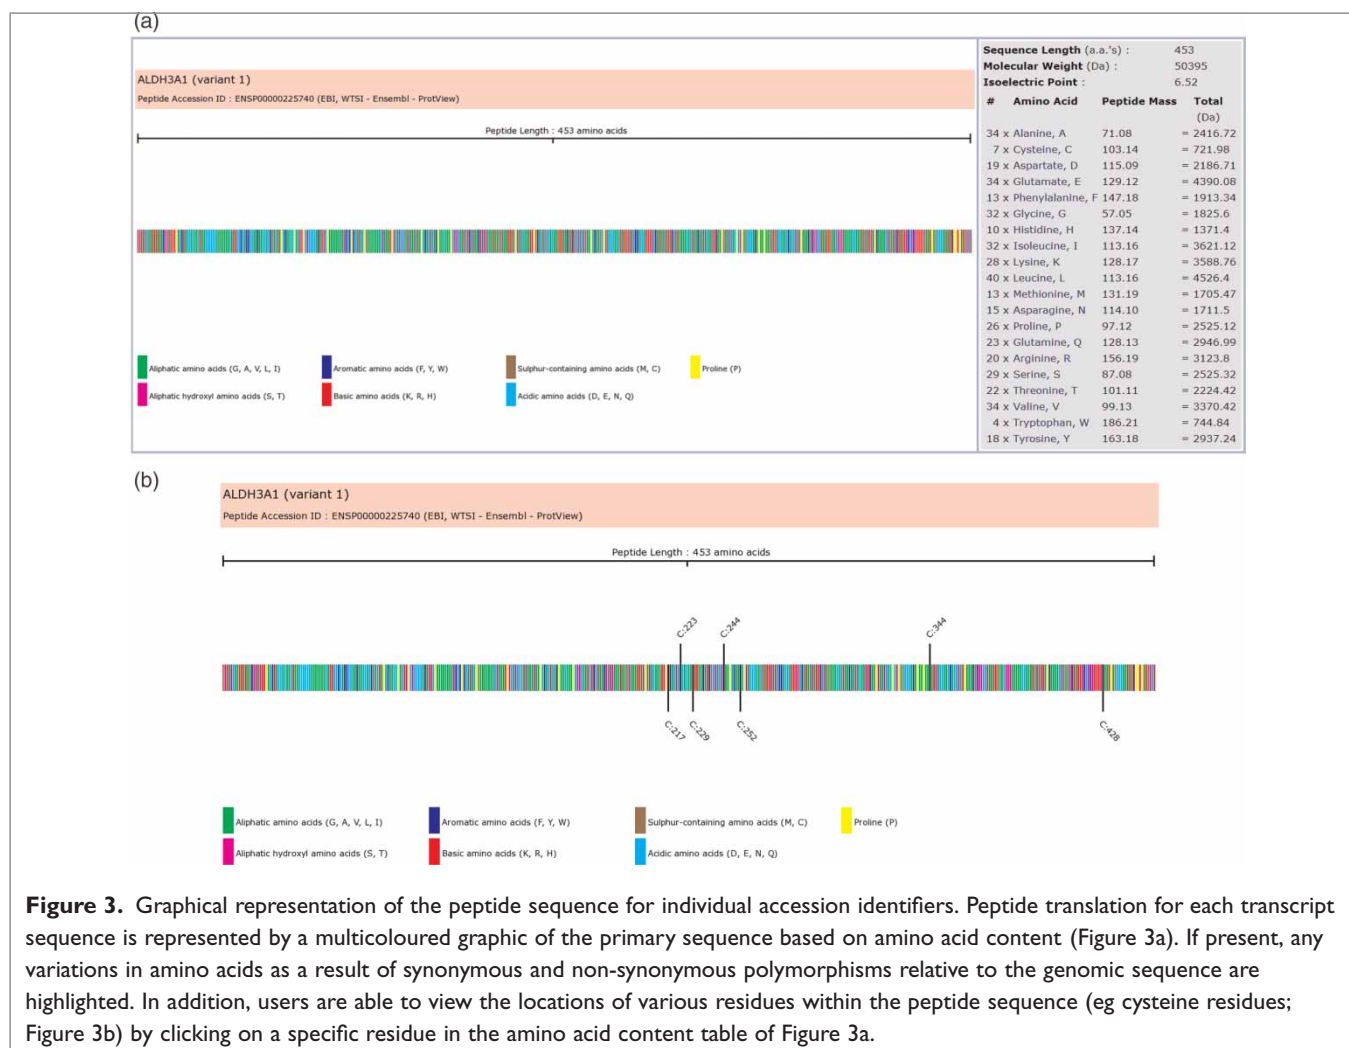 (a)
ALDH3A1 (variant 1)
Peptide Accession ID : ENSP00000225740 (EBI, WTSI - Ensembl - ProtView)
Peptide Length : 453 amino acids
Aliphatic amino acids (G, A, V, L, I)
Aromatic amino acids (F, Y, W)
Sulphur-containing amino acids (M, C)
Proline (P)
Aliphatic hydroxyl amino acids (S, T)
Basic amino acids (K, R, H)
Acidic amino acids (D, E, N, Q)
Sequence Length (a.a.'s) : 453
Molecular Weight (Da) : 50395
Isoelectric Point : 6.52
# Amino Acid Peptide Mass Total
(Da)
34 x Alanine, A 71.08 = 2416.72
7 x Cysteine, C 103.14 = 721.98
19 x Aspartate, D 115.09 = 2186.71
34 x Glutamate, E 129.12 = 4390.08
13 x Phenylalanine, F 147.18 = 1913.34
32 x Glycine, G 57.05 = 1825.6
10 x Histidine, H 137.14 = 1371.4
32 x Isoleucine, I 113.16 = 3621.12
28 x Lysine, K 128.17 = 3588.76
40 x Leucine, L 113.16 = 4526.4
13 x Methionine, M 131.19 = 1705.47
15 x Asparagine, N 114.10 = 1711.5
26 x Proline, P 97.12 = 2525.12
23 x Glutamine, Q 128.13 = 2946.99
20 x Arginine, R 156.19 = 3123.8
29 x Serine, S 87.08 = 2525.32
22 x Threonine, T 101.11 = 2224.42
34 x Valine, V 99.13 = 3370.42
4 x Tryptophan, W 186.21 = 744.84
18 x Tyrosine, Y 163.18 = 2937.24
(b)
ALDH3A1 (variant 1)
Peptide Accession ID : ENSP00000225740 (EBI, WTSI - Ensembl - ProtView)
Peptide Length : 453 amino acids
C:223
C:244
C:344
C:217
C:229
C:252
C:428
Aliphatic amino acids (G, A, V, L, I)
Aromatic amino acids (F, Y, W)
Sulphur-containing amino acids (M, C)
Proline (P)
Aliphatic hydroxyl amino acids (S, T)
Basic amino acids (K, R, H)
Acidic amino acids (D, E, N, Q)
Figure 3. Graphical representation of the peptide sequence for individual accession identifiers. Peptide translation for each transcript
sequence is represented by a multicoloured graphic of the primary sequence based on amino acid content (Figure 3a). If present, any
variations in amino acids as a result of synonymous and non-synonymous polymorphisms relative to the genomic sequence are
highlighted. In addition, users are able to view the locations of various residues within the peptide sequence (eg cysteine residues;
Figure 3b) by clicking on a specific residue in the amino acid content table of Figure 3a.